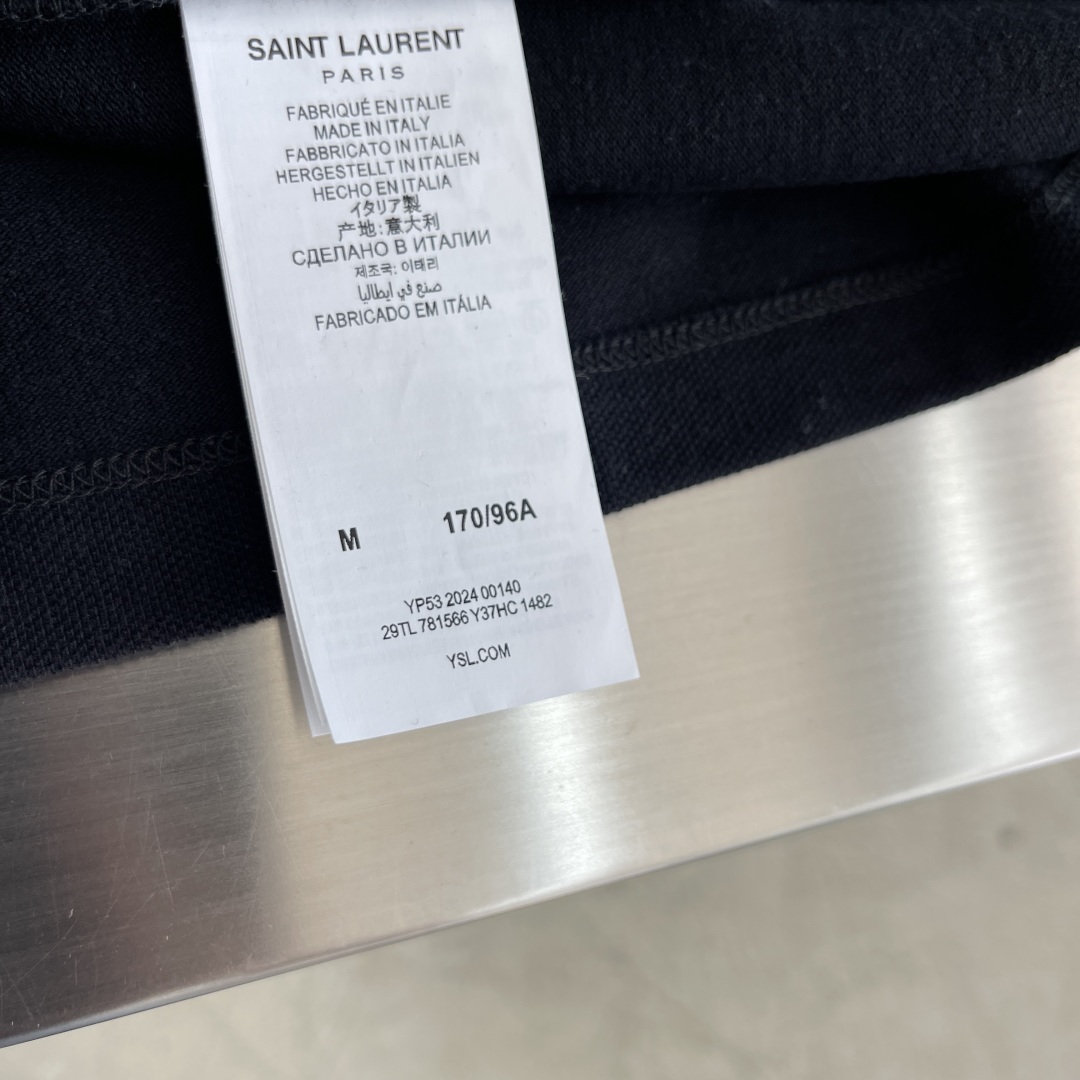 SAINT LAURENT
PARIS
FABRIQUÉ EN ITALIE
MADE IN ITALY
FABBRICATO IN ITALIA
HERGESTELLT IN ITALIEN
HECHO EN ITALIA
イタリア製
产地:意大利
СДЕЛАНО В ИТАЛИИ
제조국: 이태리
صنع في ايطاليا
FABRICADO EM ITÁLIA
M 170/96A
YP53 2024 00140
29TL 781566 Y37HC 1482
YSL.COM